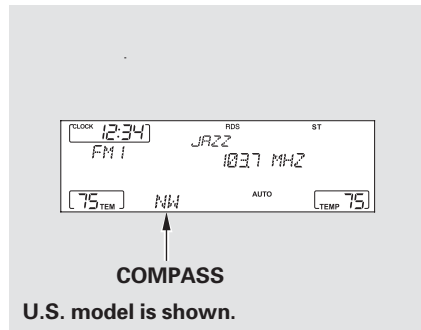 CLOCK 12:34 RDS ST
FM1 JAZZ
103.7 MHZ
75 TEM NW AUTO TEMP 75
COMPASS
U.S. model is shown.